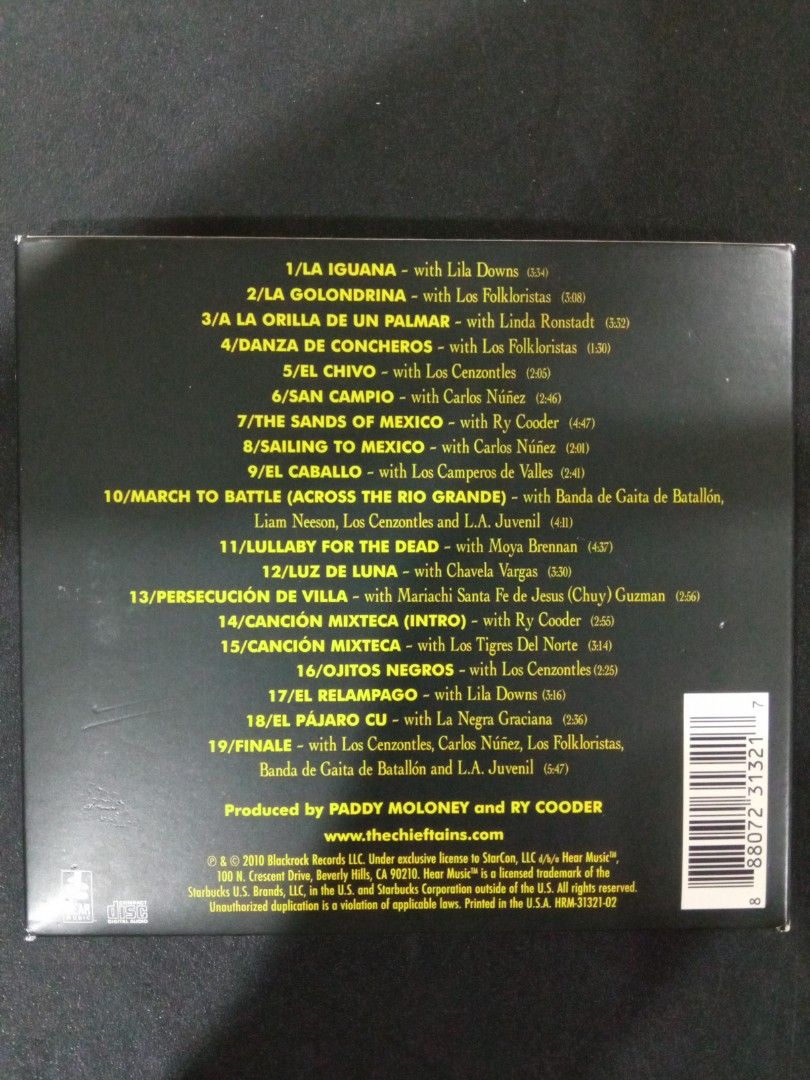 1/LA IGUANA – with Lila Downs (3:34)
2/LA GOLONDRINA – with Los Folkloristas (3:08)
3/A LA ORILLA DE UN PALMAR – with Linda Ronstadt (3:32)
4/DANZA DE CONCHEROS – with Los Folkloristas (1:30)
5/EL CHIVO – with Los Cenzontles (2:05)
6/SAN CAMPIO – with Carlos Núñez (2:46)
7/THE SANDS OF MEXICO – with Ry Cooder (4:47)
8/SAILING TO MEXICO – with Carlos Núñez (2:01)
9/EL CABALLO – with Los Camperos de Valles (2:41)
10/MARCH TO BATTLE (ACROSS THE RIO GRANDE) – with Banda de Gaita de Batallón,
Liam Neeson, Los Cenzontles and L.A. Juvenil (4:11)
11/LULLABY FOR THE DEAD – with Moya Brennan (4:37)
12/LUZ DE LUNA – with Chavela Vargas (3:30)
13/PERSECUCIÓN DE VILLA – with Mariachi Santa Fe de Jesus (Chuy) Guzman (2:56)
14/CANCIÓN MIXTECA (INTRO) – with Ry Cooder (2:55)
15/CANCIÓN MIXTECA – with Los Tigres Del Norte (3:14)
16/OJITOS NEGROS – with Los Cenzontles (2:25)
17/EL RELAMPAGO – with Lila Downs (3:16)
18/EL PÁJARO CU – with La Negra Graciana (2:36)
19/FINALE – with Los Cenzontles, Carlos Núñez, Los Folkloristas,
Banda de Gaita de Batallón and L.A. Juvenil (5:47)
Produced by PADDY MOLONEY and RY COODER
www.thechieftains.com
℗ & © 2010 Blackrock Records LLC. Under exclusive license to StarCon, LLC d/b/a Hear Music™,
100 N. Crescent Drive, Beverly Hills, CA 90210. Hear Music™ is a licensed trademark of the
Starbucks U.S. Brands, LLC, in the U.S. and Starbucks Corporation outside of the U.S. All rights reserved.
Unauthorized duplication is a violation of applicable laws. Printed in the U.S.A. HRM-31321-02
MUSIC
COMPACT
disc
DIGITAL AUDIO
8 88072 31321 7